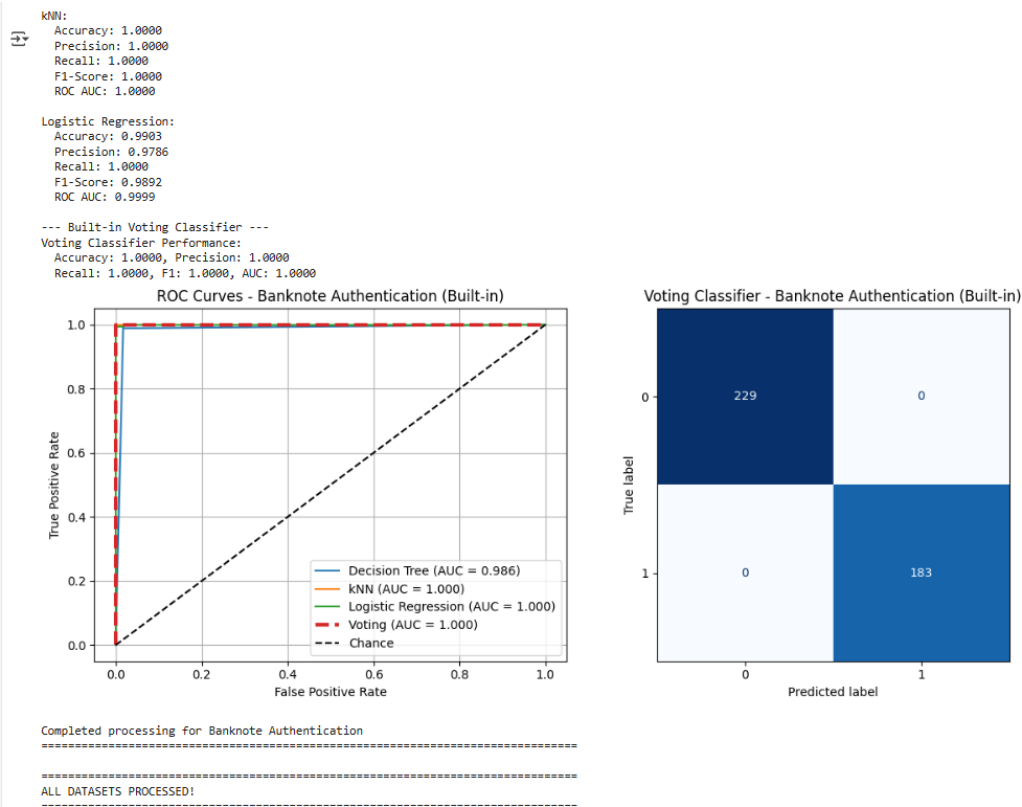 kNN:
Accuracy: 1.0000
Precision: 1.0000
Recall: 1.0000
F1-Score: 1.0000
ROC AUC: 1.0000
Logistic Regression:
Accuracy: 0.9903
Precision: 0.9786
Recall: 1.0000
F1-Score: 0.9892
ROC AUC: 0.9999
--- Built-in Voting Classifier ---
Voting Classifier Performance:
Accuracy: 1.0000, Precision: 1.0000
Recall: 1.0000, F1: 1.0000, AUC: 1.0000
ROC Curves - Banknote Authentication (Built-in)
1.0
0.8
0.6
0.4
0.2
0.0
True Positive Rate
Decision Tree (AUC = 0.986)
kNN (AUC = 1.000)
Logistic Regression (AUC = 1.000)
Voting (AUC = 1.000)
Chance
0.0 0.2 0.4 0.6 0.8 1.0
False Positive Rate
Voting Classifier - Banknote Authentication (Built-in)
True label
0 229 0
1 0 183
0 1
Predicted label
Completed processing for Banknote Authentication
================================================================================
================================================================================
ALL DATASETS PROCESSED!
================================================================================